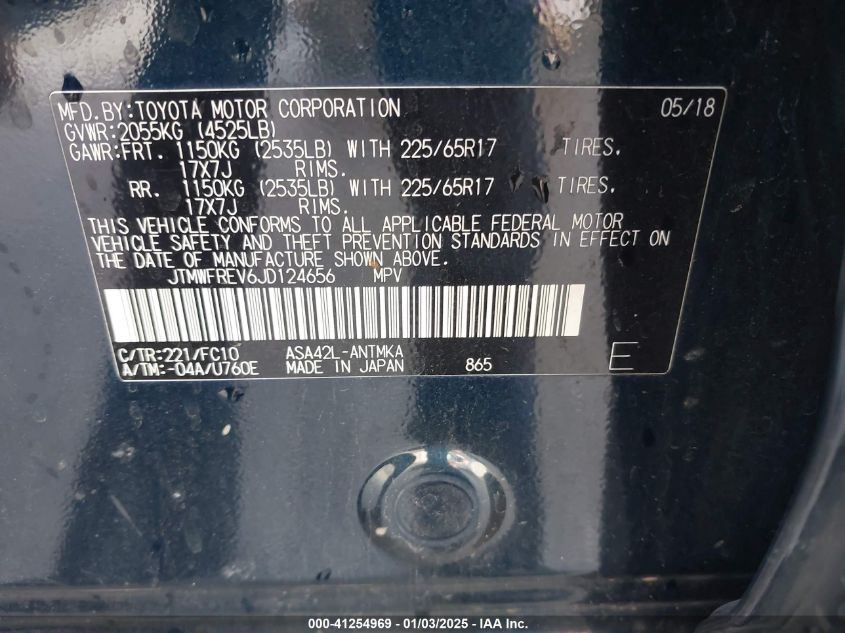 MFD.BY:TOYOTA MOTOR CORPORATION 05/18
GVWR:2055KG (4525LB)
GAWR:FRT. 1150KG (2535LB) WITH 225/65R17 TIRES.
17X7J RIMS.
RR. 1150KG (2535LB) WITH 225/65R17 TIRES.
17X7J RIMS.
THIS VEHICLE CONFORMS TO ALL APPLICABLE FEDERAL MOTOR
VEHICLE SAFETY AND THEFT PREVENTION STANDARDS IN EFFECT ON
THE DATE OF MANUFACTURE SHOWN ABOVE.
JTMWFREV6JD124656 MPV
C/TR:221/FC10 ASA42L-ANTMKA
A/TM:-04A/U760E MADE IN JAPAN 865 E
000-41254969 - 01/03/2025 - IAA Inc.